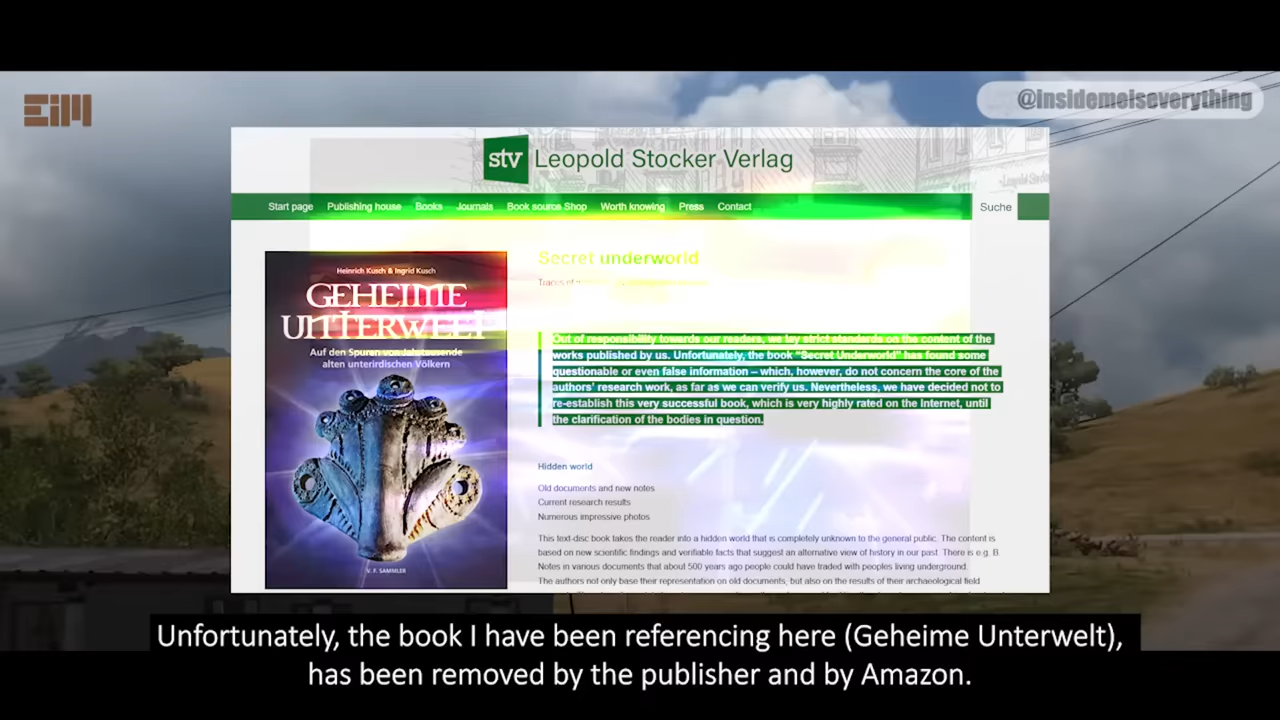 EiM
@insidemeiseverything
stv Leopold Stocker Verlag
Start page Publishing house Books Journals Book source Shop Worth knowing Press Contact Suche
Heinrich Kusch & Ingrid Kusch
GEHEIME
UNTERWELT
Auf den Spuren von Jahrtausende
alten unterirdischen Völkern
V. F. SAMMLER
Secret underworld
Traces of
Out of responsibility towards our readers, we lay strict standards on the content of the
works published by us. Unfortunately, the book "Secret Underworld" has found some
questionable or even false information – which, however, do not concern the core of the
authors' research work, as far as we can verify us. Nevertheless, we have decided not to
re-establish this very successful book, which is very highly rated on the Internet, until
the clarification of the bodies in question.
Hidden world
Old documents and new notes
Current research results
Numerous impressive photos
This text-disc book takes the reader into a hidden world that is completely unknown to the general public. The content is
based on new scientific findings and verifiable facts that suggest an alternative view of history in our past. There is e.g. B.
Notes in various documents that about 500 years ago people could have traded with peoples living underground.
The authors not only base their representation on old documents, but also on the results of their archaeological field
Unfortunately, the book I have been referencing here (Geheime Unterwelt),
has been removed by the publisher and by Amazon.